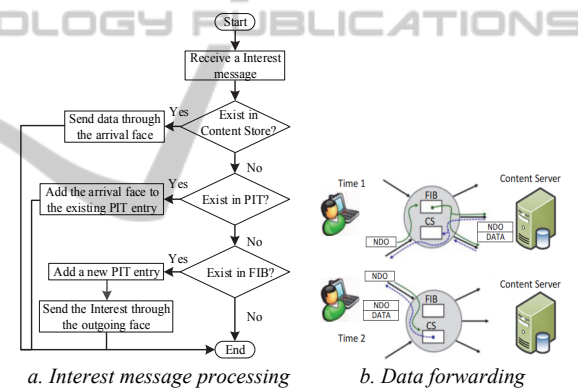 OLOGY PUBLICATIONS
Start
Receive a Interest
message
Exist in
Content Store?
Yes
Send data through
the arrival face
No
Exist in PIT?
Yes
Add the arrival face to
the existing PIT entry
No
Exist in FIB?
Yes
Add a new PIT entry
Send the Interest through
the outgoing face
No
End
a. Interest message processing
Time 1
FIB
CS
NDO
NDO
DATA
Content Server
NDO
NDO
DATA
Time 2
FIB
CS
Content Server
b. Data forwarding